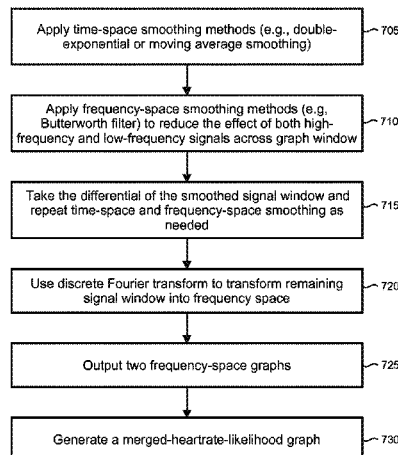 Apply time-space smoothing methods (e.g., double-
exponential or moving average smoothing)
705
Apply frequency-space smoothing methods (e.g,
Butterworth filter) to reduce the effect of both high-
frequency and low-frequency signals across graph window
710
Take the differential of the smoothed signal window and
repeat time-space and frequency-space smoothing as
needed
715
Use discrete Fourier transform to transform remaining
signal window into frequency space
720
Output two frequency-space graphs
725
Generate a merged-heartrate-likelihood graph
730